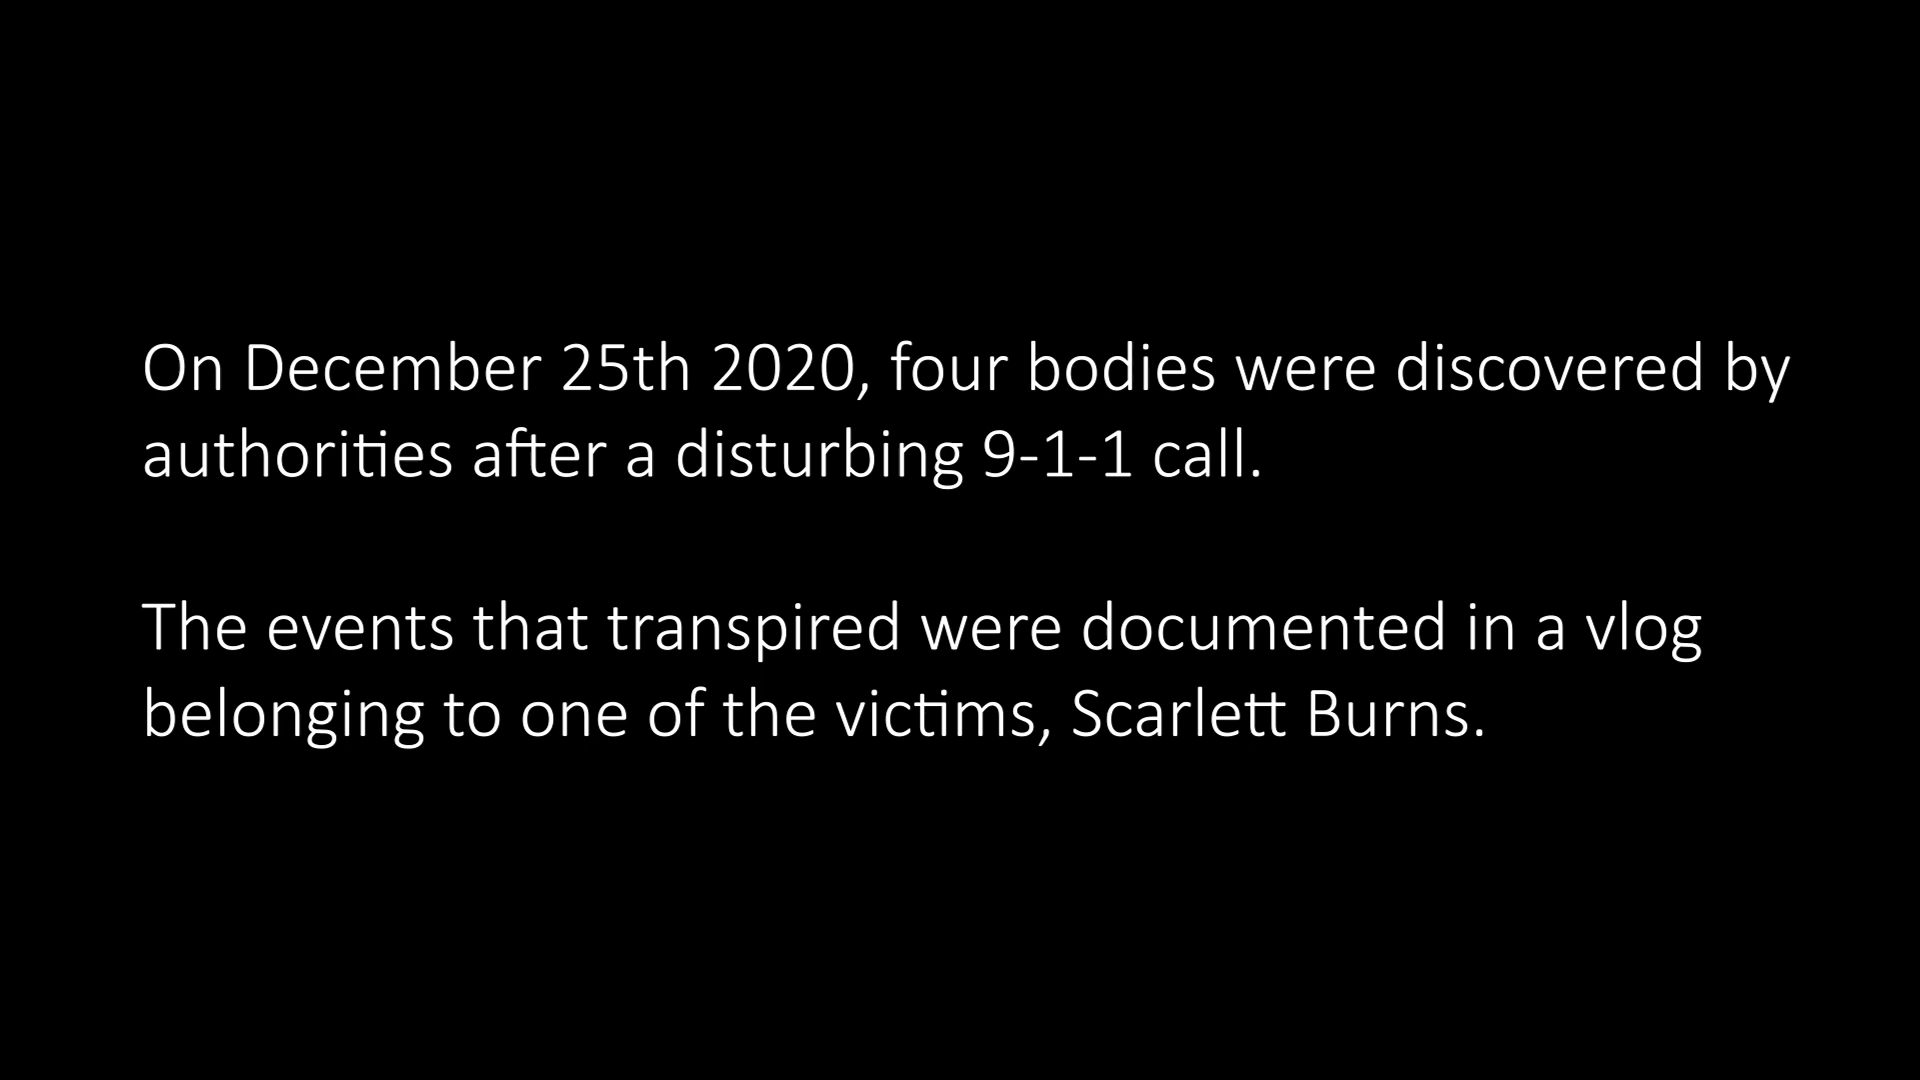 On December 25th 2020, four bodies were discovered by
authorities after a disturbing 9-1-1 call.
The events that transpired were documented in a vlog
belonging to one of the victims, Scarlett Burns.